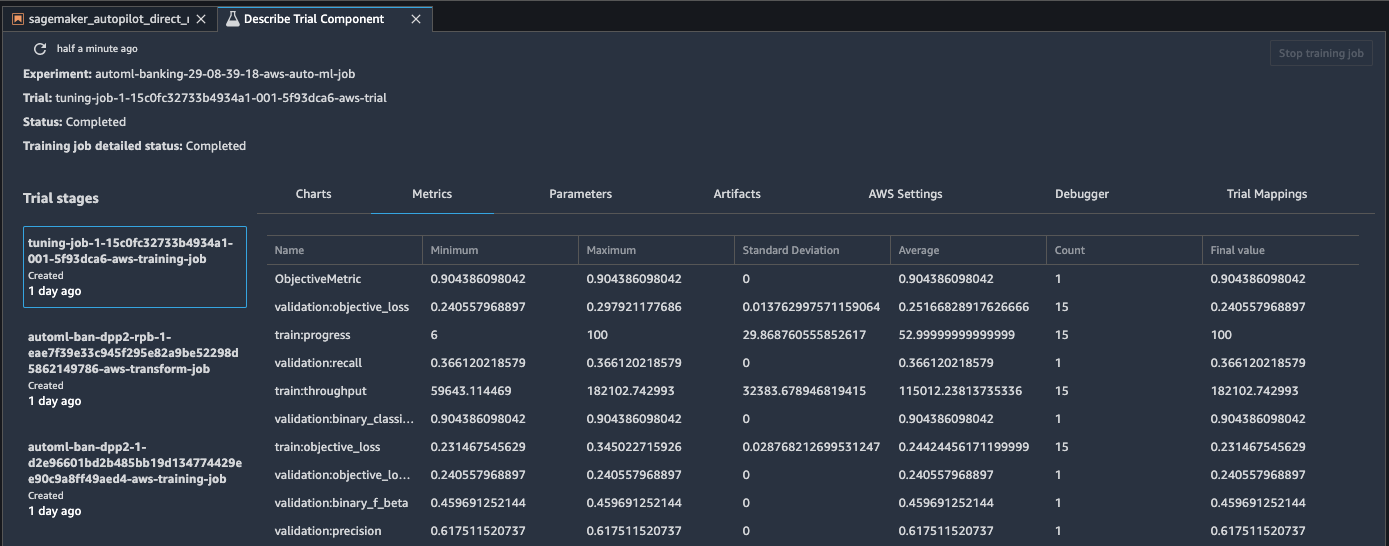 sagemaker_autopilot_direct_r
Describe Trial Component
half a minute ago
Stop training job
Experiment: automl-banking-29-08-39-18-aws-auto-ml-job
Trial: tuning-job-1-15c0fc32733b4934a1-001-5f93dca6-aws-trial
Status: Completed
Training job detailed status: Completed
Trial stages
tuning-job-1-15c0fc32733b4934a1-
001-5f93dca6-aws-training-job
Created
1 day ago
automl-ban-dpp2-rpb-1-
eae7f39e33c945f295e82a9be52298d
5862149786-aws-transform-job
Created
1 day ago
automl-ban-dpp2-1-
d2e96601bd2b485bb19d134774429e
e90c9a8ff49aed4-aws-training-job
Created
1 day ago
Charts Metrics Parameters Artifacts AWS Settings Debugger Trial Mappings
Name Minimum Maximum Standard Deviation Average Count Final value
ObjectiveMetric 0.904386098042 0.904386098042 0 0.904386098042 1 0.904386098042
validation:objective_loss 0.240557968897 0.297921177686 0.013762997571159064 0.25166828917626666 15 0.240557968897
train:progress 6 100 29.868760555852617 52.99999999999999 15 100
validation:recall 0.366120218579 0.366120218579 0 0.366120218579 1 0.366120218579
train:throughput 59643.114469 182102.742993 32383.678946819415 115012.23813735336 15 182102.742993
validation:binary_classi... 0.904386098042 0.904386098042 0 0.904386098042 1 0.904386098042
train:objective_loss 0.231467545629 0.345022715926 0.028768212699531247 0.24424456171199999 15 0.231467545629
validation:objective_lo... 0.240557968897 0.240557968897 0 0.240557968897 1 0.240557968897
validation:binary_f_beta 0.459691252144 0.459691252144 0 0.459691252144 1 0.459691252144
validation:precision 0.617511520737 0.617511520737 0 0.617511520737 1 0.617511520737